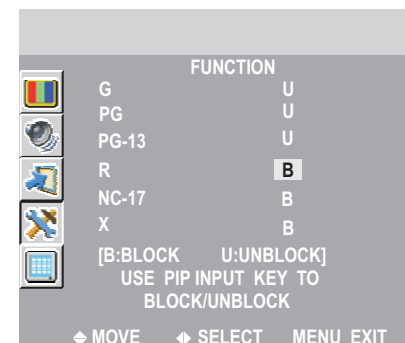 FUNCTION
G U
PG U
PG-13 U
R B
NC-17 B
X B
[B:BLOCK U:UNBLOCK]
USE PIP INPUT KEY TO
BLOCK/UNBLOCK
MOVE SELECT MENU EXIT